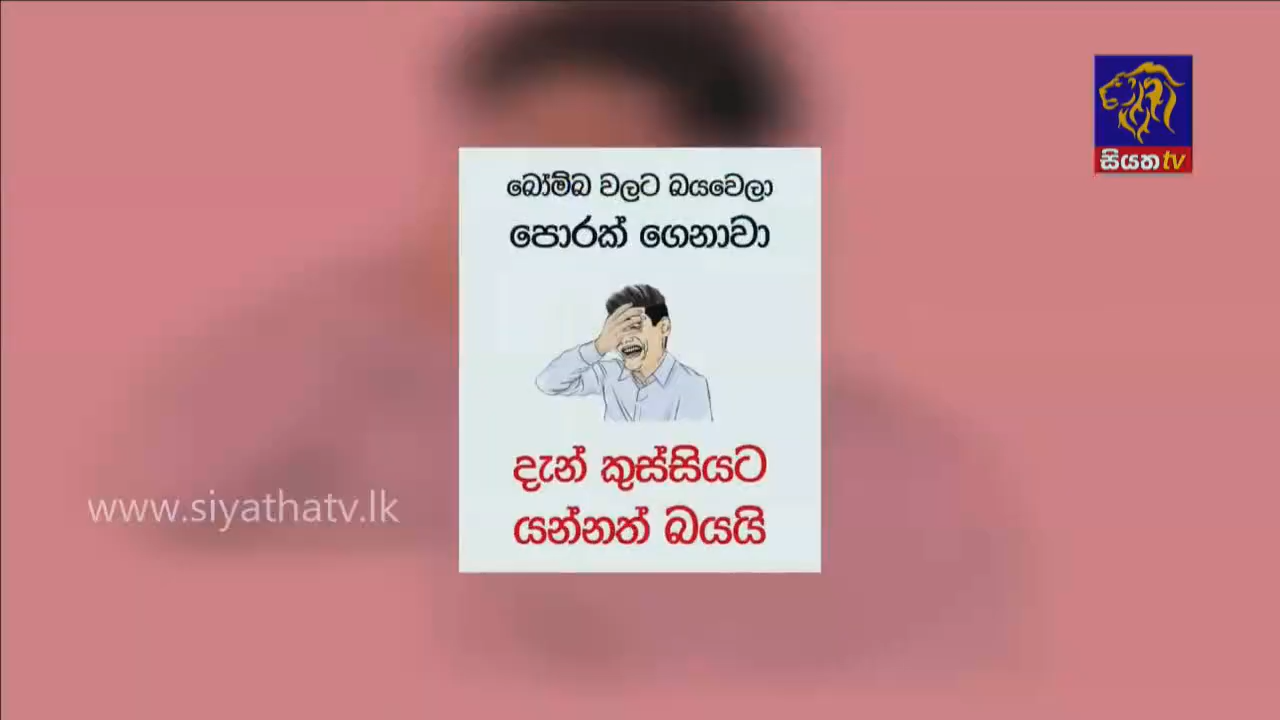 සියත tv
බෝම්බ වලට බයවෙලා
පොරක් ගෙනාවා
දැන් කුස්සියට
යන්නත් බයයි
www.siyathatv.lk